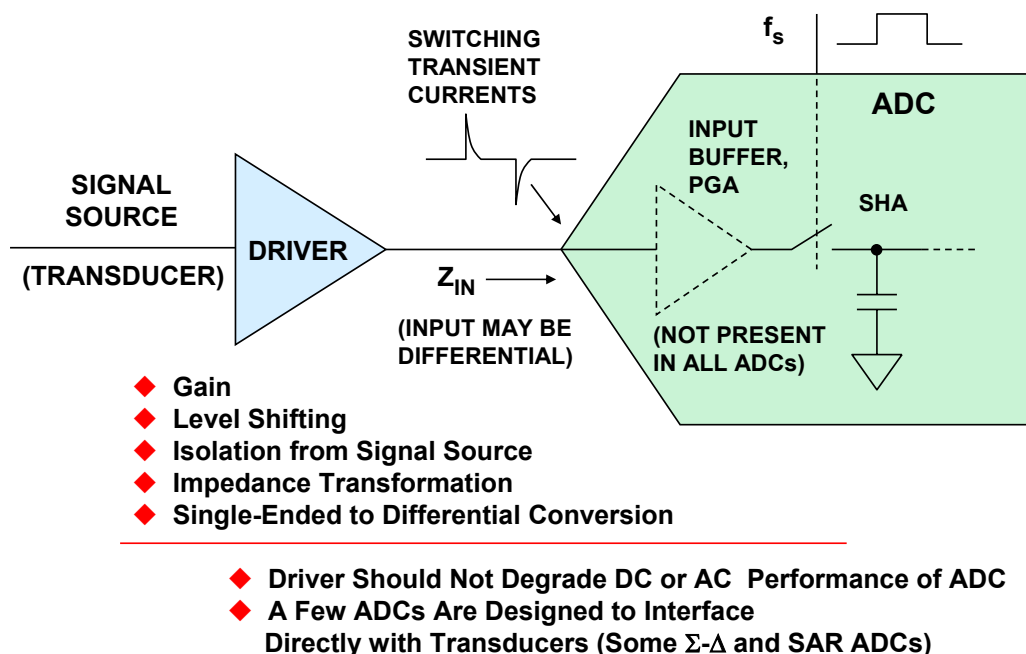 SWITCHING
TRANSIENT
CURRENTS
fs
ADC
INPUT
BUFFER,
PGA
SHA
SIGNAL
SOURCE
(TRANSDUCER)
DRIVER
ZIN
(INPUT MAY BE
DIFFERENTIAL)
(NOT PRESENT
IN ALL ADCs)
Gain
Level Shifting
Isolation from Signal Source
Impedance Transformation
Single-Ended to Differential Conversion
Driver Should Not Degrade DC or AC Performance of ADC
A Few ADCs Are Designed to Interface
Directly with Transducers (Some Σ-Δ and SAR ADCs)